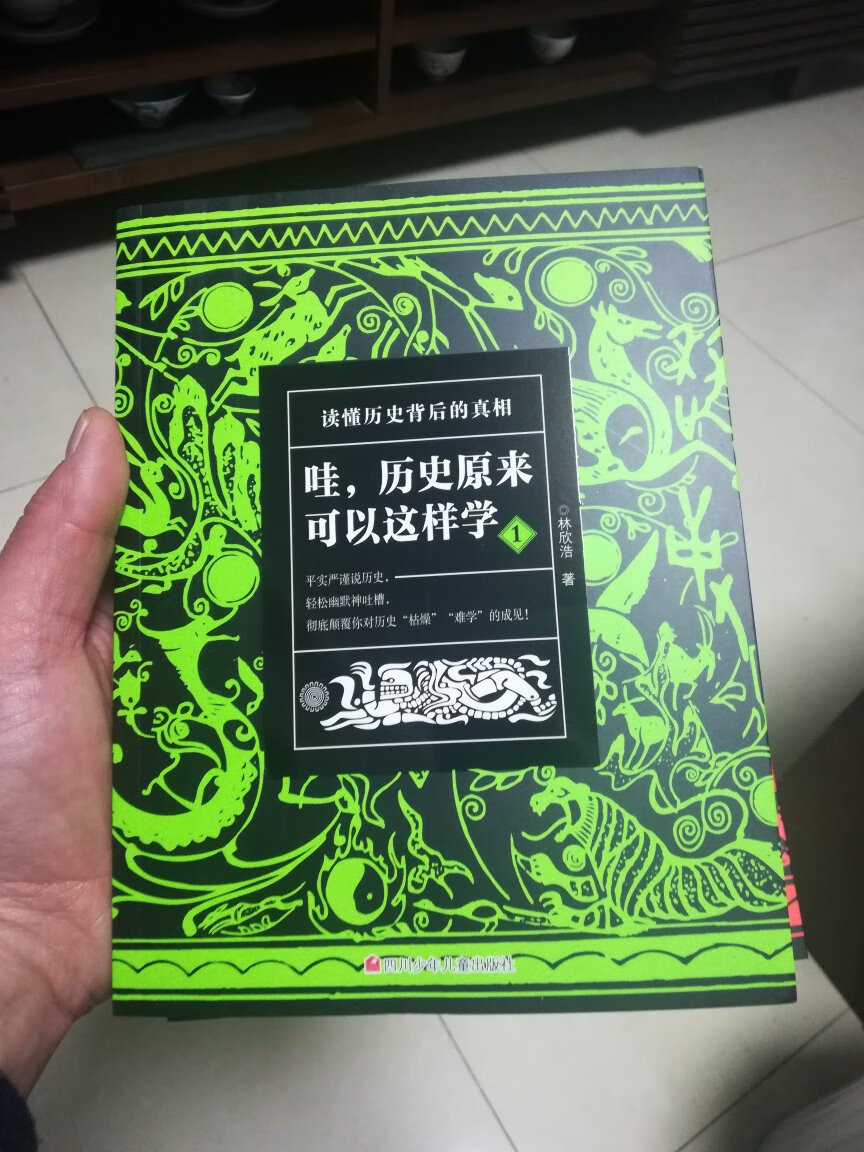 读懂历史背后的真相
哇，历史原来
可以这样学
1
◎林欣浩 著
平实严谨说历史，
轻松幽默神吐槽，
彻底颠覆你对历史“枯燥”“难学”的成见！
四川少年儿童出版社